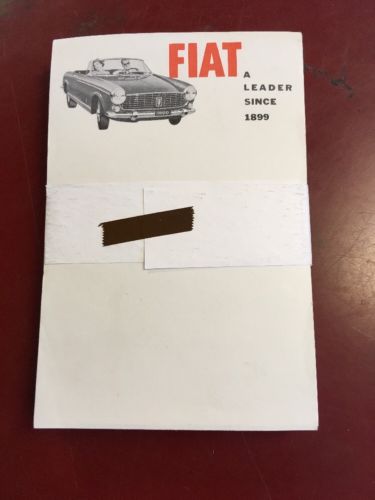 FIAT
A
LEADER
SINCE
1899